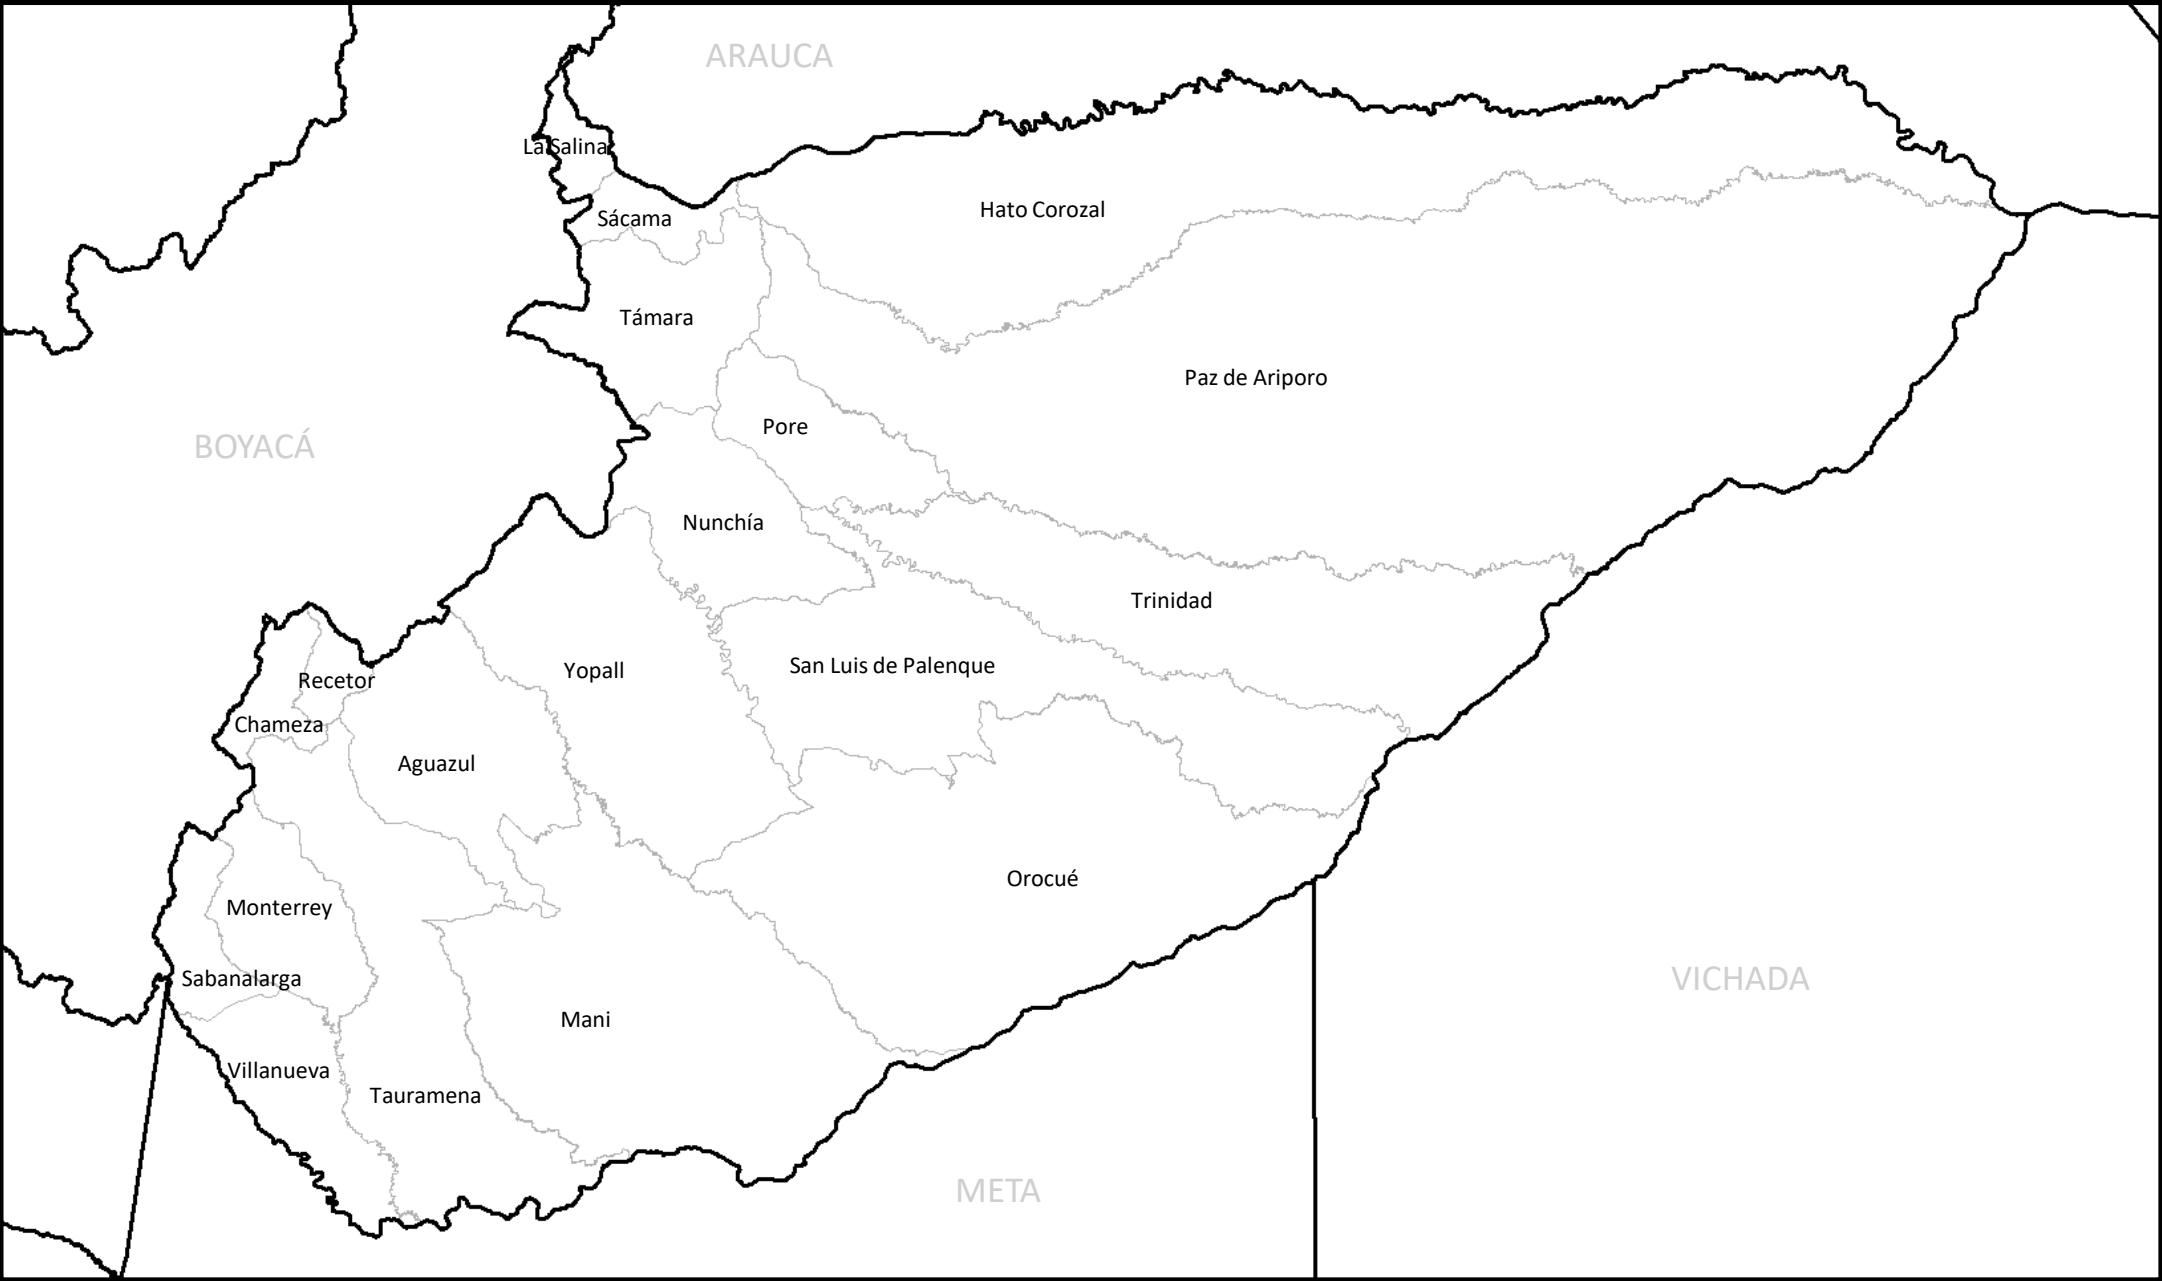 ARAUCA
La Salina
Sácama
Hato Corozal
Támara
Paz de Ariporo
Pore
BOYACÁ
Nunchía
Trinidad
San Luis de Palenque
Yopall
Recetor
Chameza
Aguazul
Orocué
Monterrey
Sabanalarga
VICHADA
Mani
Villanueva
Tauramena
META